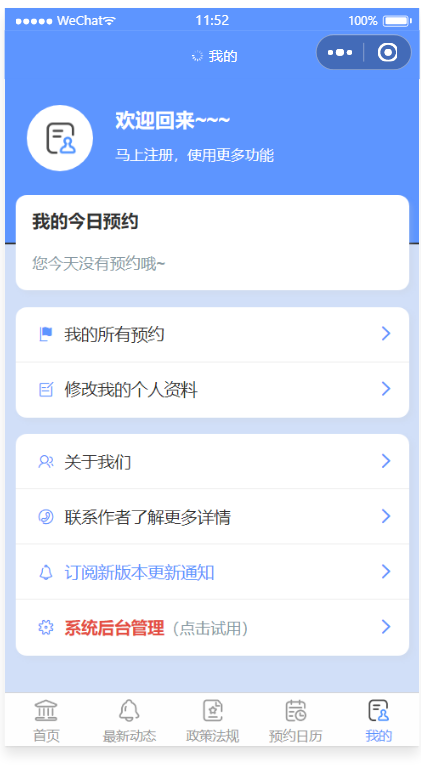 WeChat 11:52 100%
我的
欢迎回来~~~
马上注册，使用更多功能
我的今日预约
您今天没有预约哦~
我的所有预约
修改我的个人资料
关于我们
联系作者了解更多详情
订阅新版本更新通知
系统后台管理（点击试用）
首页 最新动态 政策法规 预约日历 我的